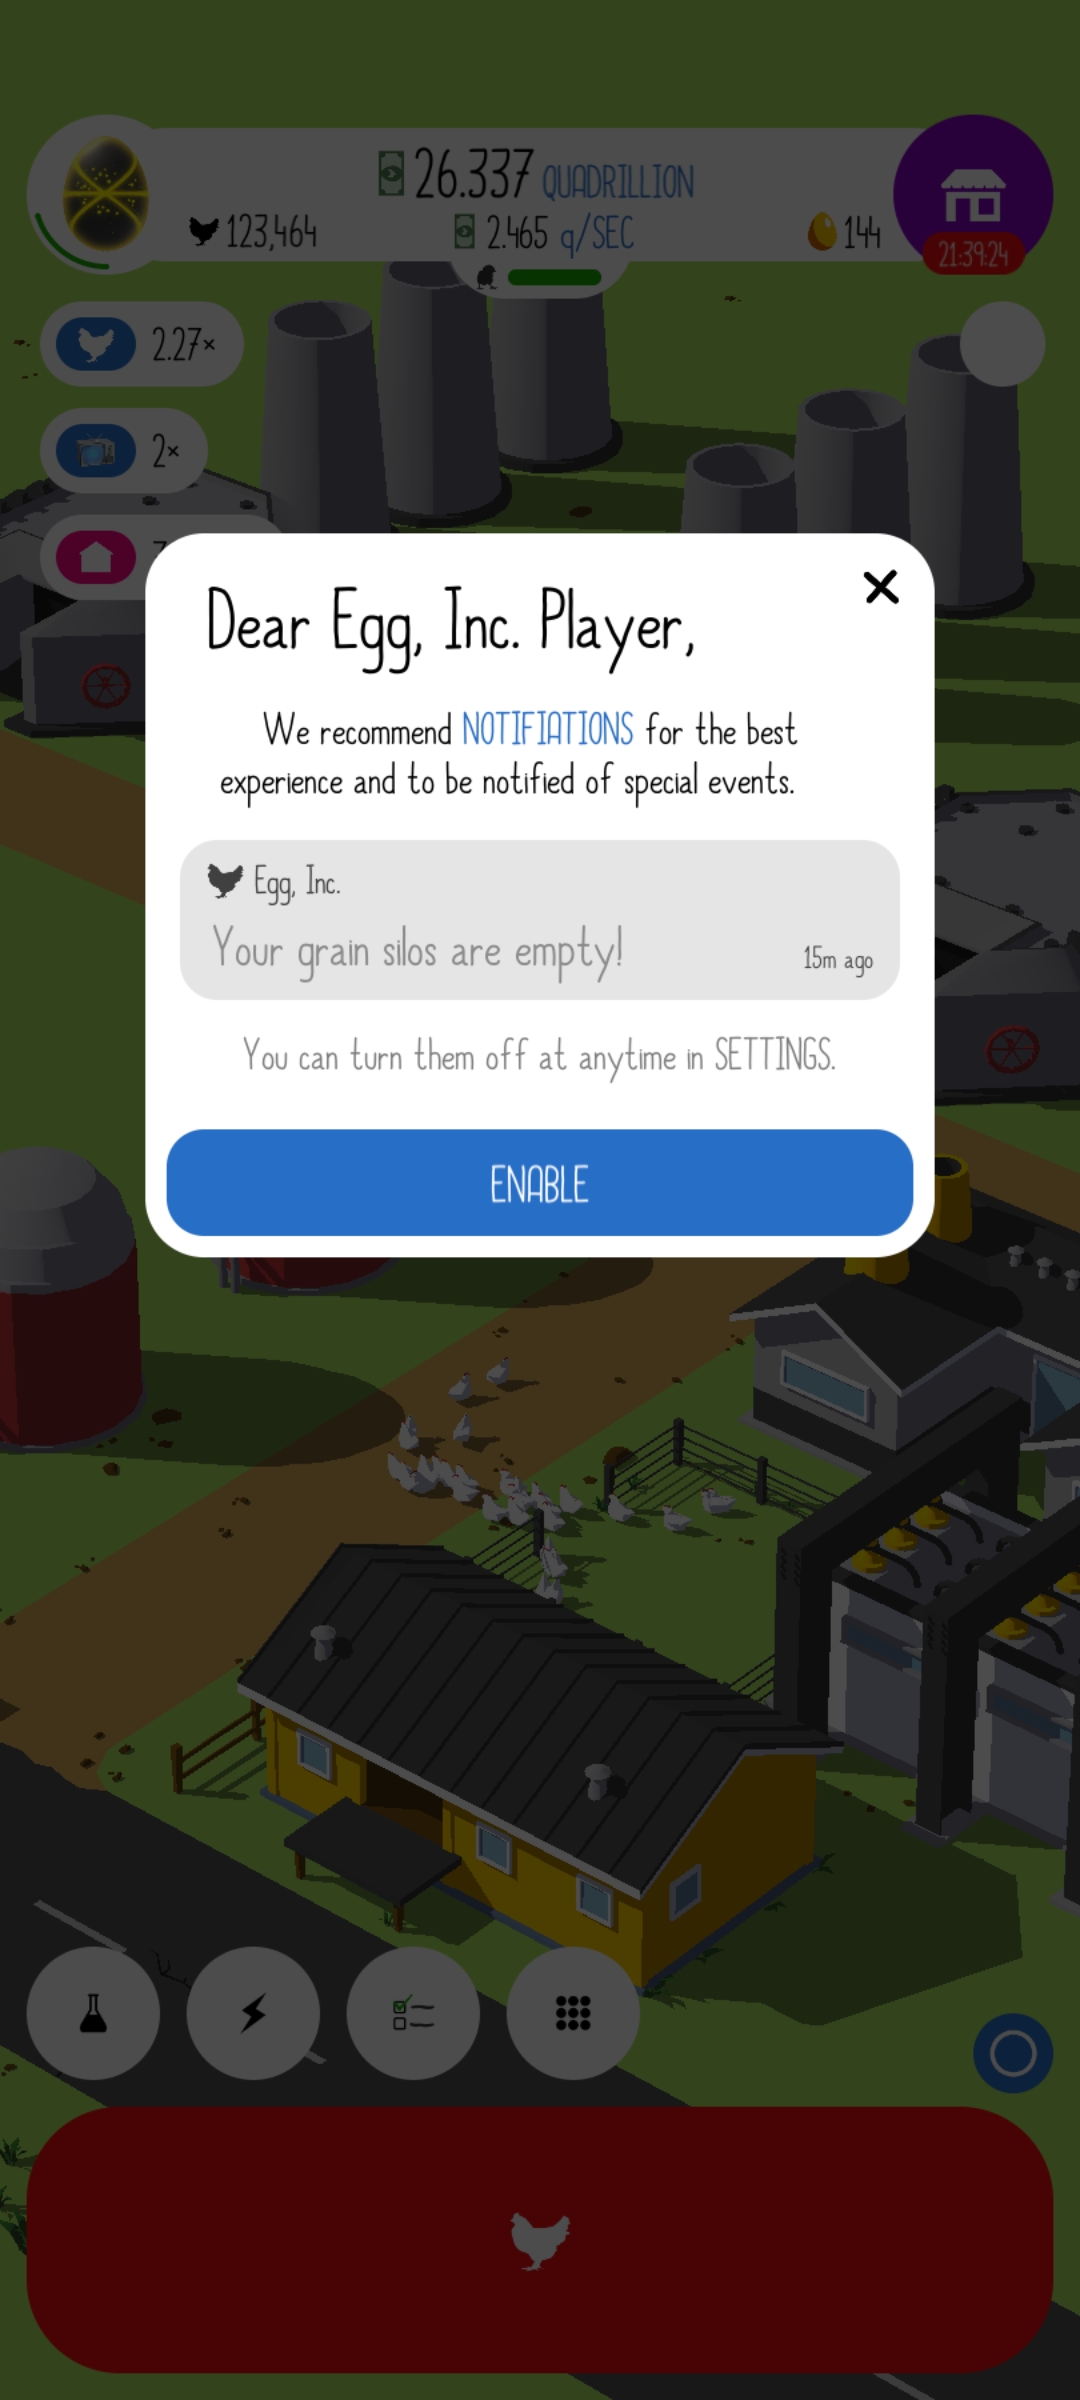 26.337 QUADRILLION
123,464
2.465 q/SEC
144
21:39:24
2.27×
2×
Dear Egg, Inc. Player,
We recommend NOTIFIATIONS for the best
experience and to be notified of special events.
Egg, Inc.
Your grain silos are empty!
15m ago
You can turn them off at anytime in SETTINGS.
ENABLE